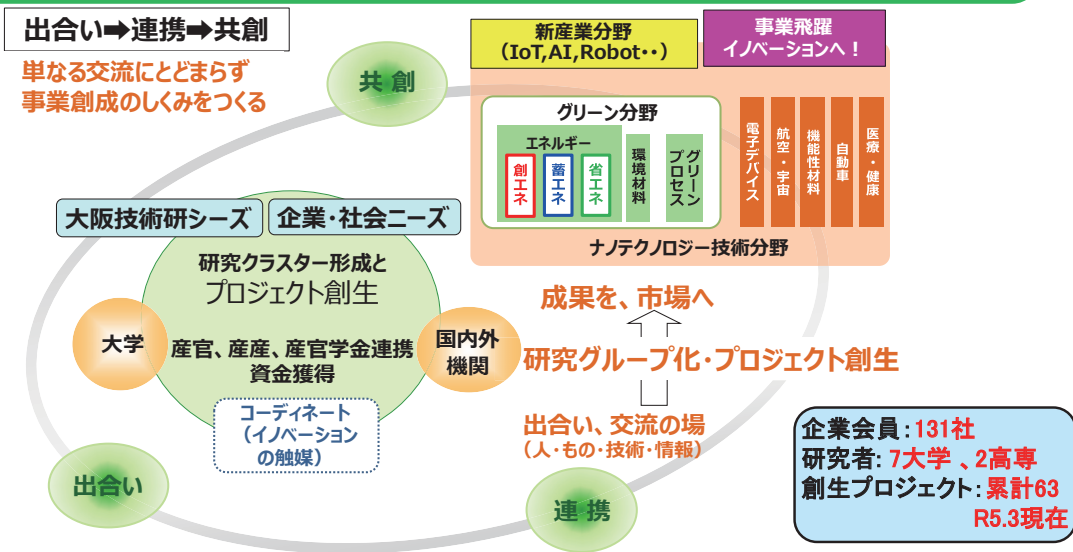 出合い➡連携➡共創
単なる交流にとどまらず
事業創成のしくみをつくる
共 創
新産業分野
(IoT,AI,Robot・・)
事業飛躍
イノベーションへ！
グリーン分野
エネルギー
創エネ
蓄エネ
省エネ
環境材料
グリーン
プロセス
電子デバイス
航空・宇宙
機能性材料
自動車
医療・健康
ナノテクノロジー技術分野
大阪技術研シーズ
企業・社会ニーズ
研究クラスター形成と
プロジェクト創生
大学
産官、産産、産官学金連携
資金獲得
国内外
機関
コーディネート
（イノベーション
の触媒）
成果を、市場へ
研究グループ化・プロジェクト創生
出合い、交流の場
（人・もの・技術・情報）
出合い
連 携
企業会員：131社
研究者： 7大学 、2高専
創生プロジェクト：累計63
R5.3現在